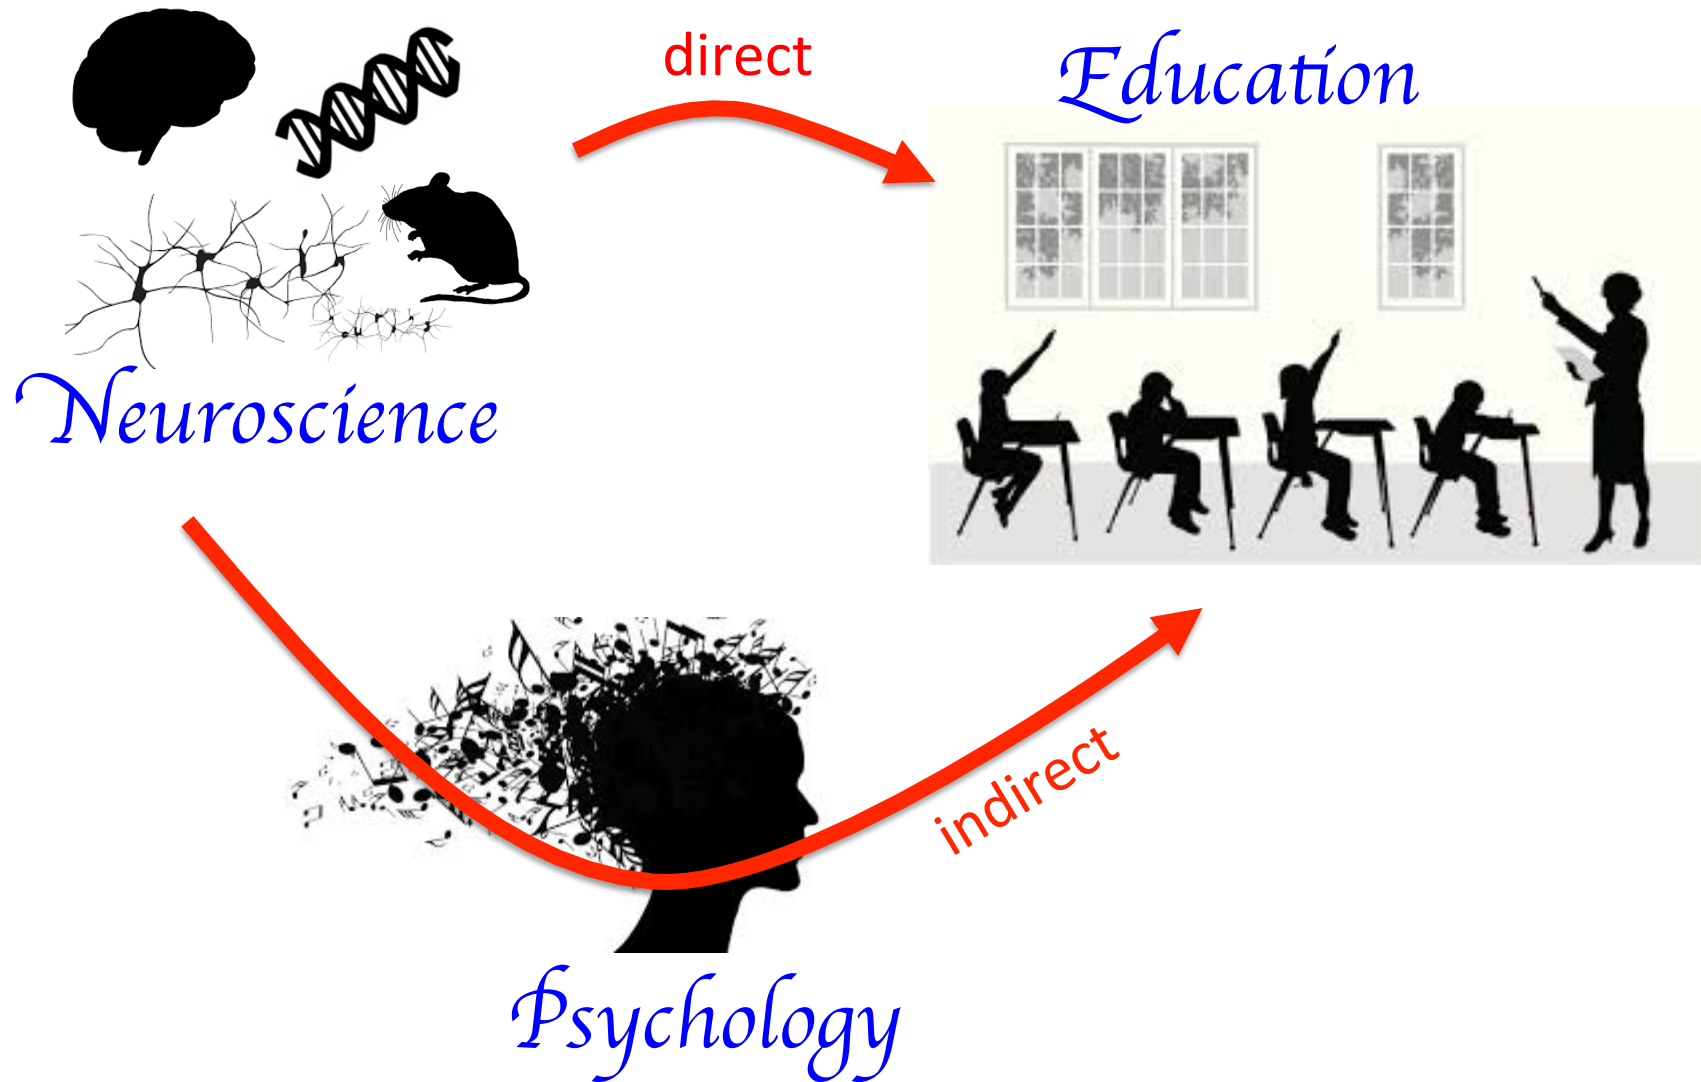 direct
Education
Neuroscience
indirect
Psychology